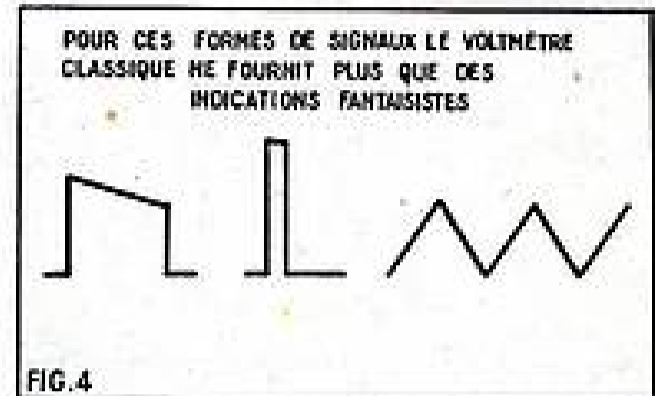 POUR CES FORMES DE SIGNAUX LE VOLTMÈTRE
CLASSIQUE NE FOURNIT PLUS QUE DES
INDICATIONS FANTAISISTES
FIG.4